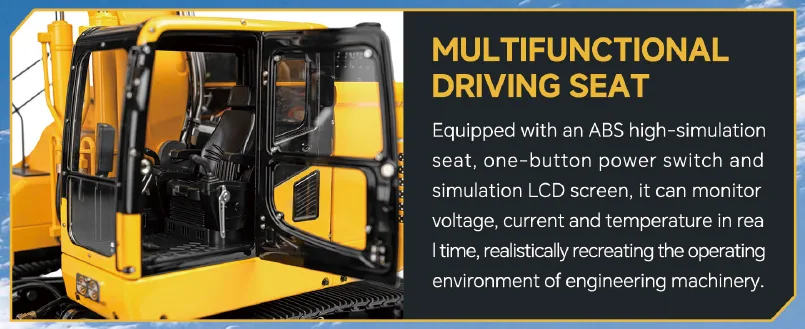 MULTIFUNCTIONAL
DRIVING SEAT
Equipped with an ABS high-simulation
seat, one-button power switch and
simulation LCD screen, it can monitor
voltage, current and temperature in rea
l time, realistically recreating the operating
environment of engineering machinery.